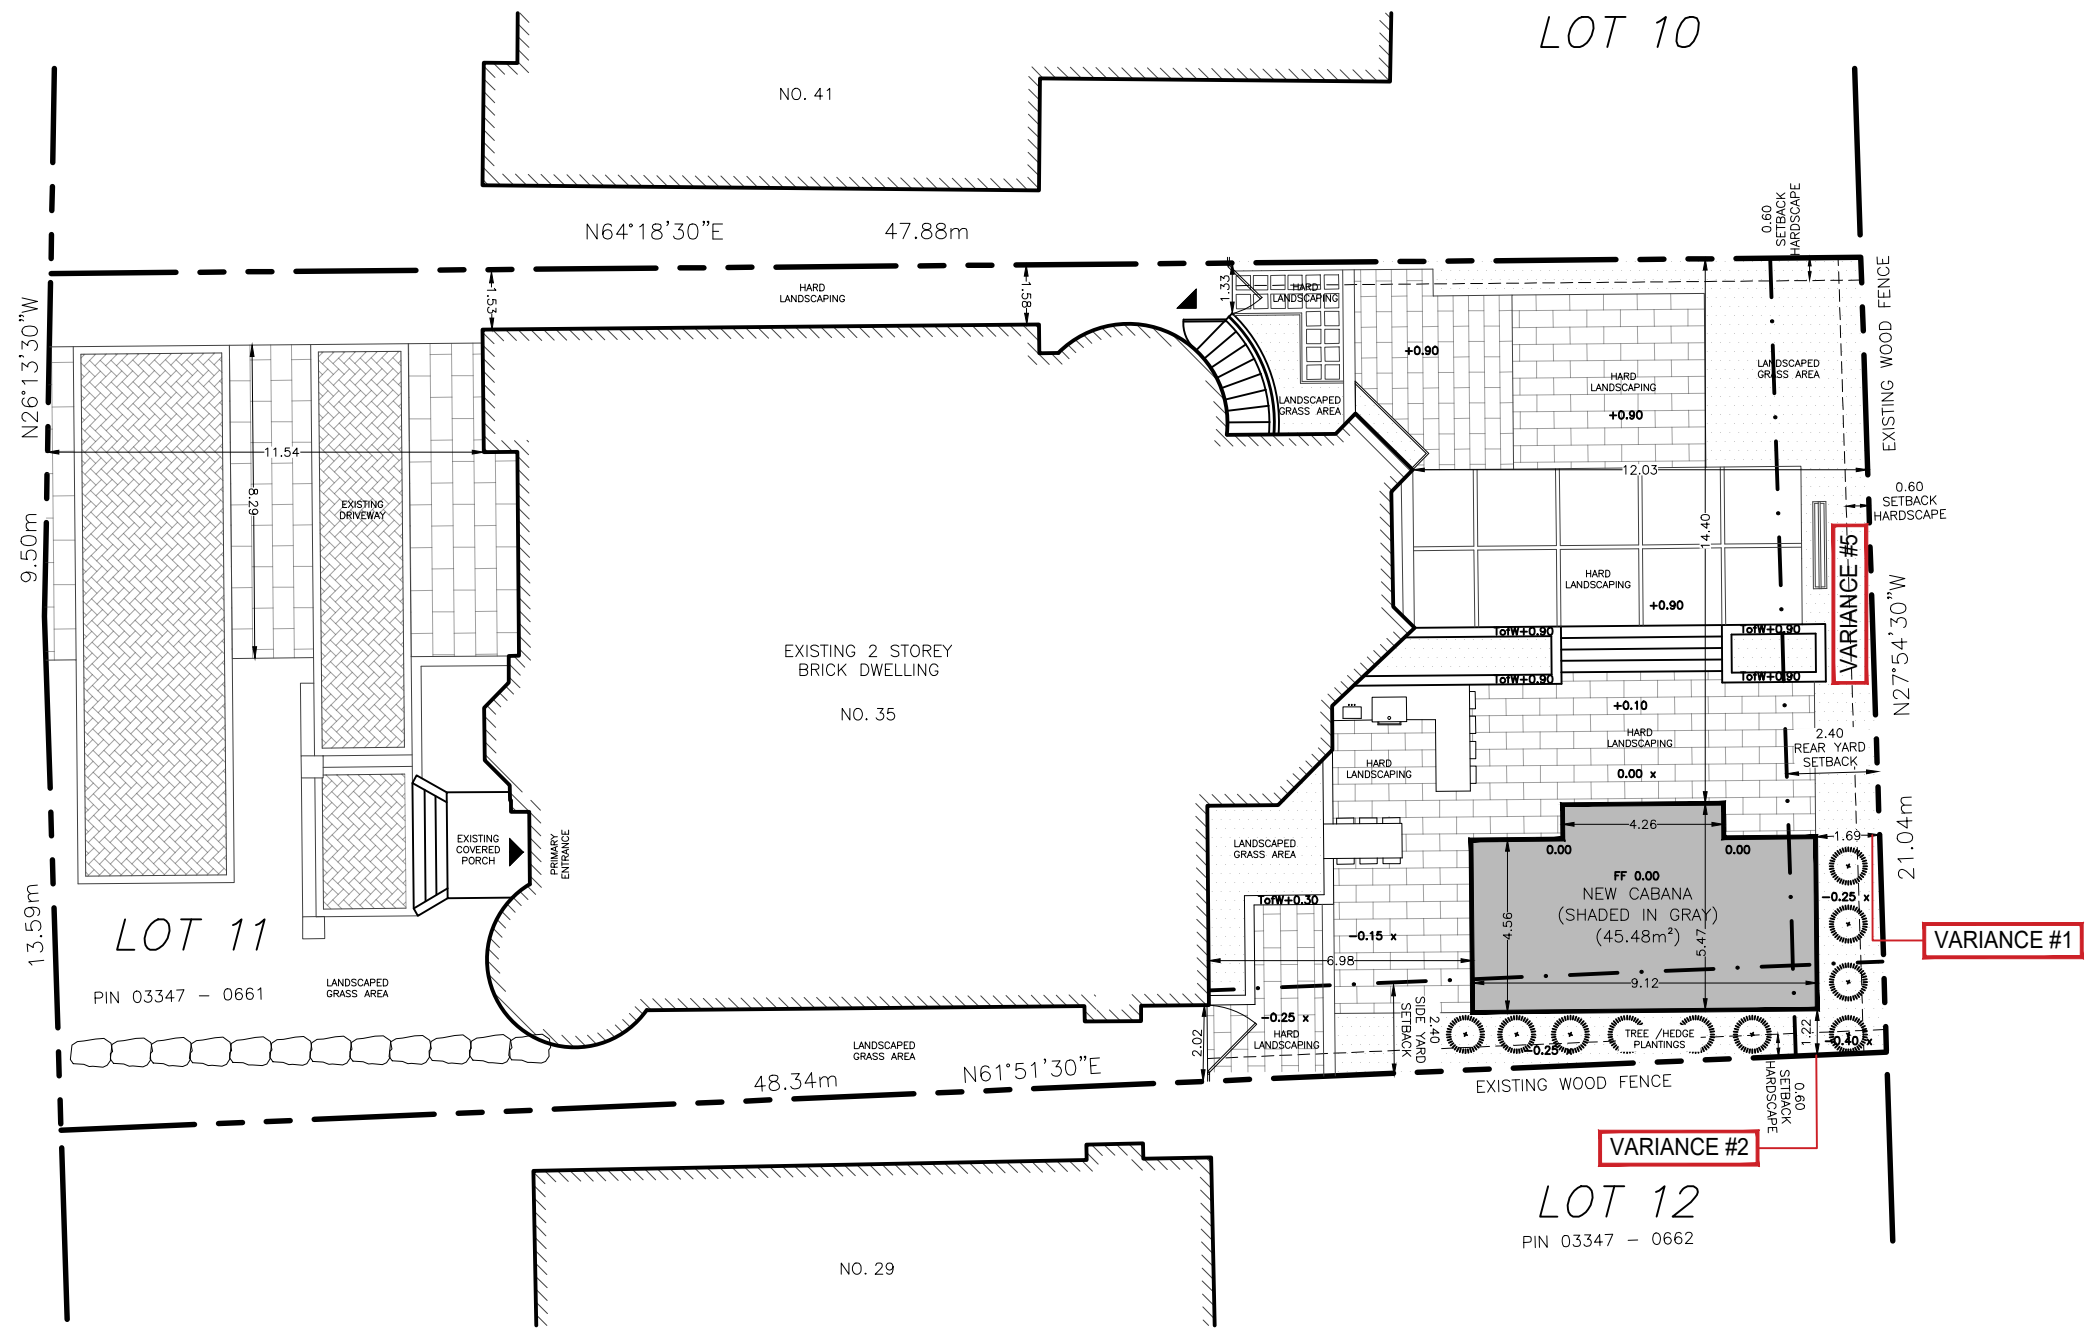 LOT 10
NO. 41
N64°18'30"E
47.88m
0.60
SETBACK
HARDSCAPE
1.53
HARD
LANDSCAPING
1.58
1.33
HARD
LANDSCAPING
EXISTING WOOD FENCE
N26°13'30"W
+0.90
LANDSCAPED
GRASS AREA
HARD
LANDSCAPING
+0.90
LANDSCAPED
GRASS AREA
11.54
8.29
EXISTING
DRIVEWAY
12.03
14.40
0.60
SETBACK
HARDSCAPE
9.50m
VARIANCE #5
HARD
LANDSCAPING
+0.90
TofW+0.90
TofW+0.90
TofW+0.90
TofW+0.90
N27°54'30"W
EXISTING 2 STOREY
BRICK DWELLING
NO. 35
+0.10
HARD
LANDSCAPING
0.00 x
HARD
LANDSCAPING
2.40
REAR YARD
SETBACK
21.04m
EXISTING
COVERED
PORCH
PRIMARY
ENTRANCE
LANDSCAPED
GRASS AREA
4.26
0.00
0.00
1.69
FF 0.00
NEW CABANA
(SHADED IN GRAY)
(45.48m²)
4.56
5.47
9.12
-0.25 x
TofW+0.30
-0.15 x
6.98
VARIANCE #1
13.59m
LOT 11
PIN 03347 - 0661
LANDSCAPED
GRASS AREA
LANDSCAPED
GRASS AREA
2.02
-0.25 x
HARD
LANDSCAPING
2.40
SIDE YARD
SETBACK
TREE /HEDGE
PLANTINGS
-0.25 x
1.22
-0.40 x
48.34m
N61°51'30"E
EXISTING WOOD FENCE
0.60
SETBACK
HARDSCAPE
VARIANCE #2
LOT 12
PIN 03347 - 0662
NO. 29